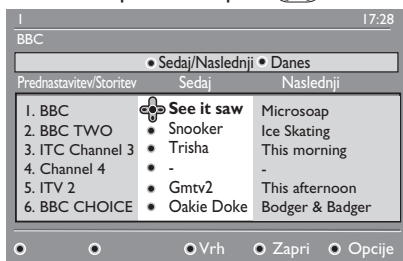 1 17:28
BBC
Sedaj/Naslednji Danes
Prednastavitev/Storitev Sedaj Naslednji
1. BBC See it saw Microsoap
2. BBC TWO Snooker Ice Skating
3. ITC Channel 3 Trisha This morning
4. Channel 4 - -
5. ITV 2 Gmtv2 This afternoon
6. BBC CHOICE Oakie Doke Bodger & Badger
Vrh Zapri Opcije